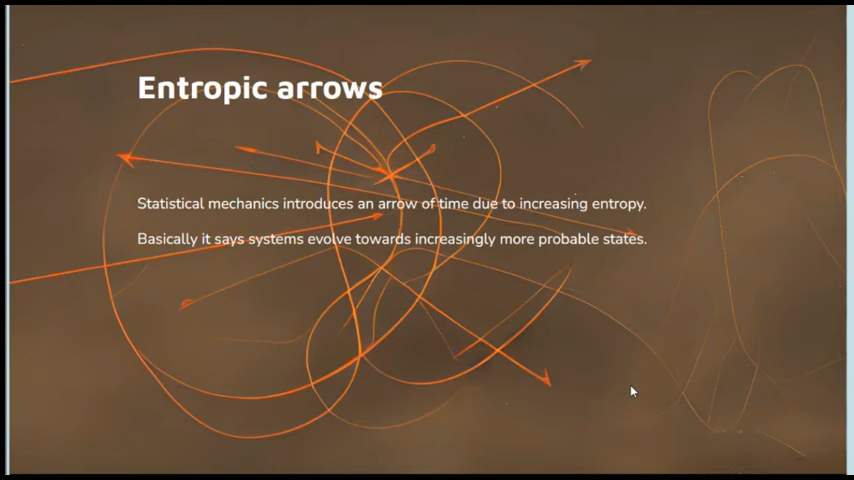 Entropic arrows
Statistical mechanics introduces an arrow of time due to increasing entropy.
Basically it says systems evolve towards increasingly more probable states.